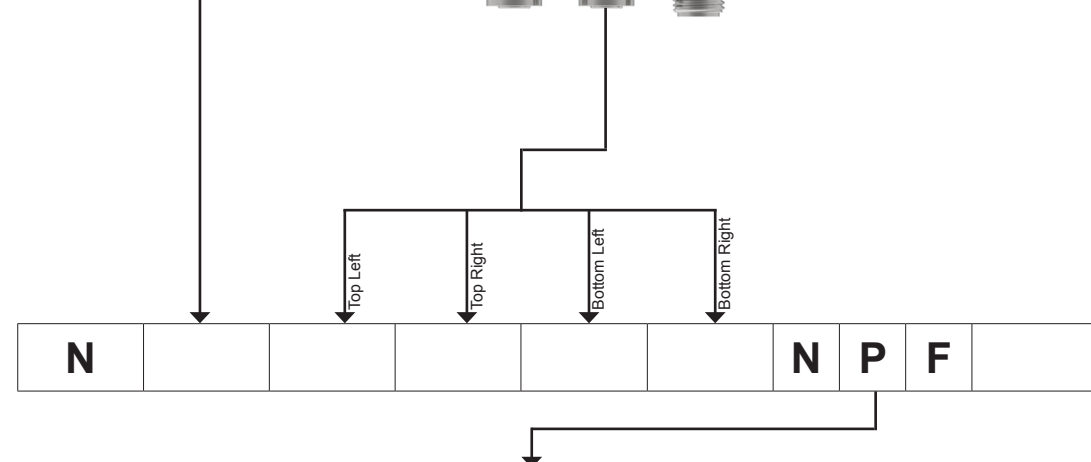 Top Left
Top Right
Bottom Left
Bottom Right
N N P F